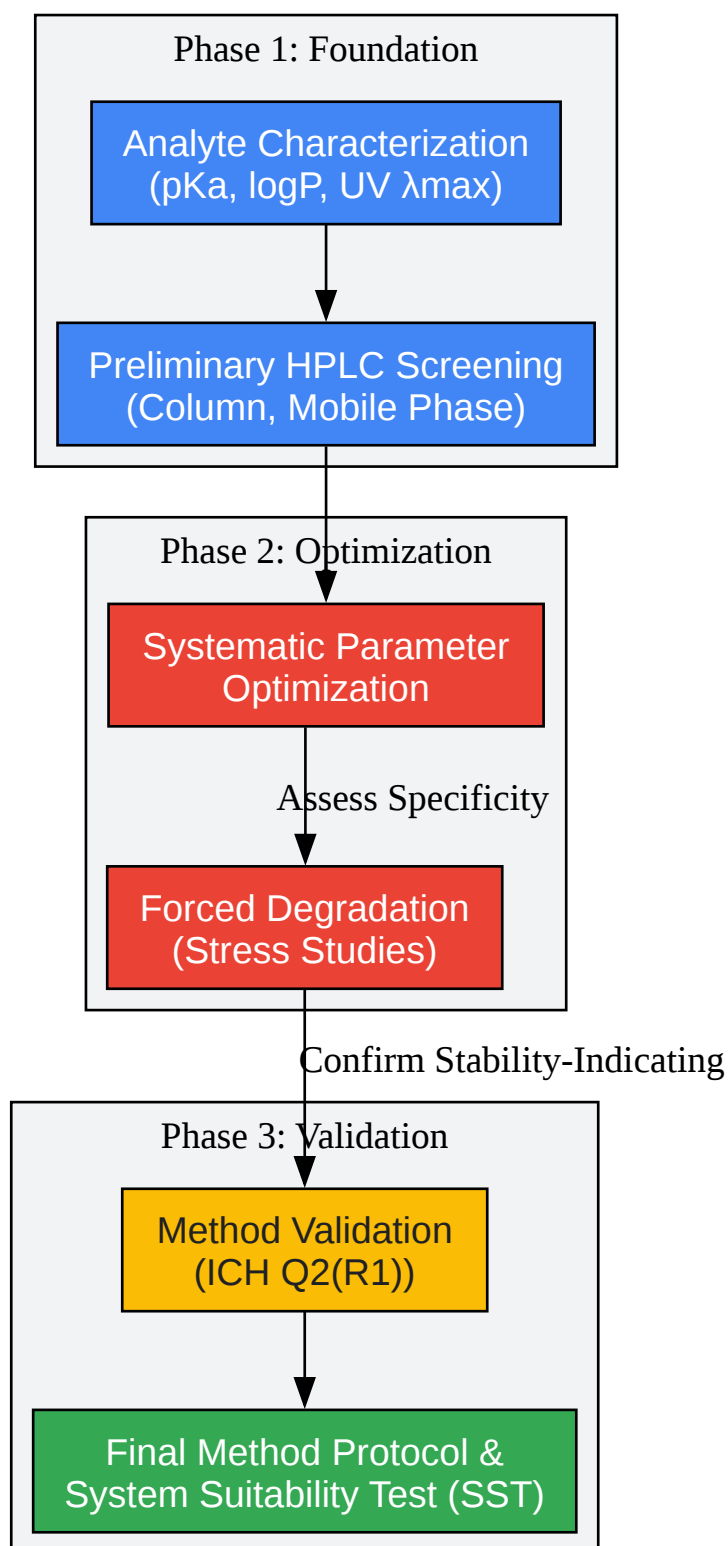 Phase 1: Foundation
Analyte Characterization
(pKa, logP, UV λmax)
Preliminary HPLC Screening
(Column, Mobile Phase)
Phase 2: Optimization
Systematic Parameter
Optimization
Assess Specificity
Forced Degradation
(Stress Studies)
Confirm Stability-Indicating
Phase 3: Validation
Method Validation
(ICH Q2(R1))
Final Method Protocol &
System Suitability Test (SST)